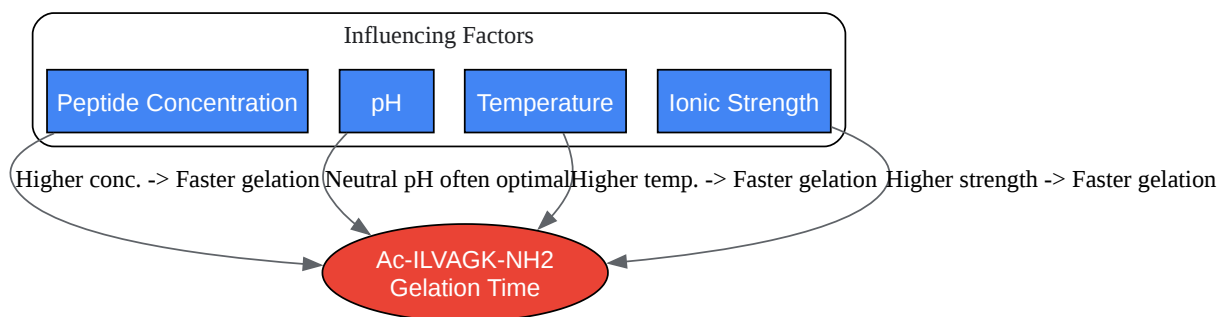 Influencing Factors
Peptide Concentration
pH
Temperature
Ionic Strength
Higher conc. -> Faster gelation
Neutral pH often optimal
Higher temp. -> Faster gelation
Higher strength -> Faster gelation
Ac-ILVAGK-NH2
Gelation Time